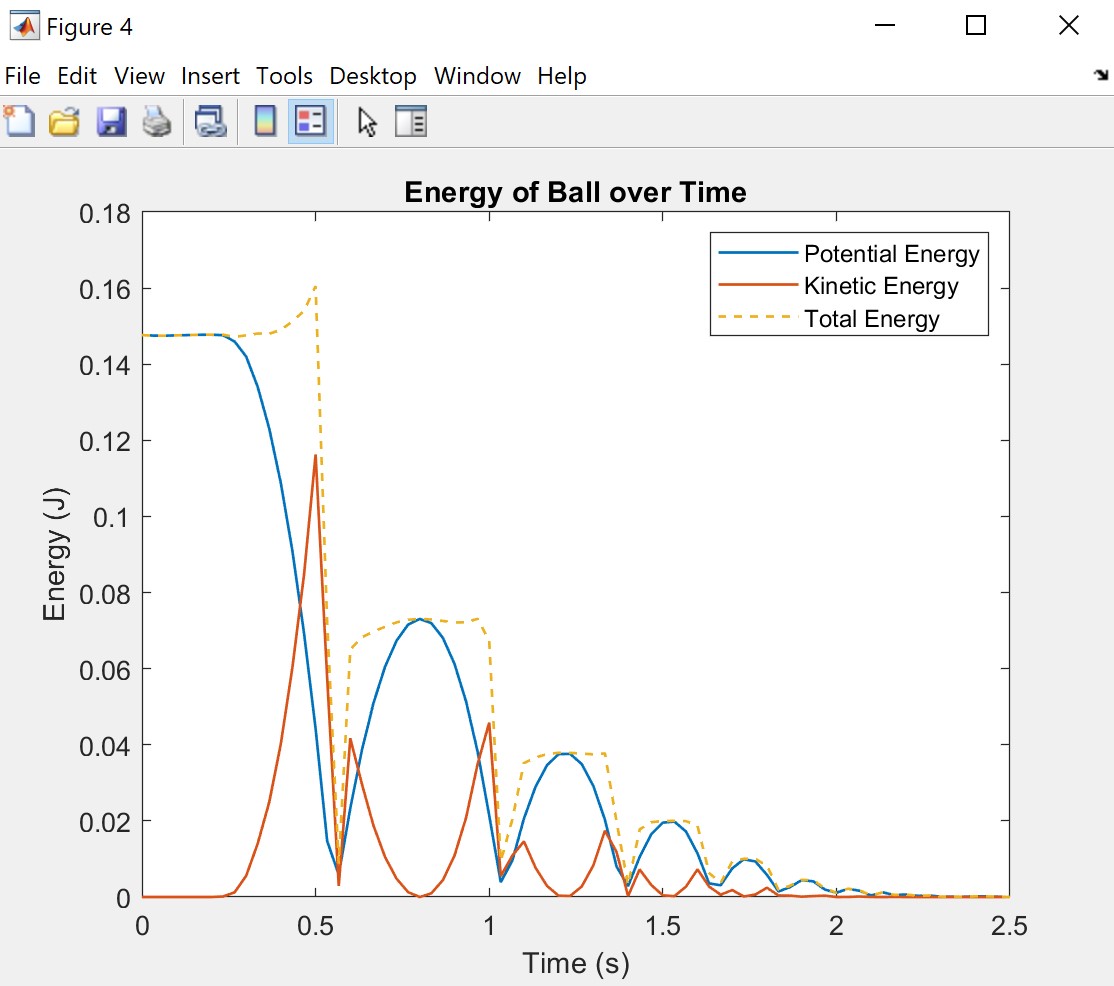 Figure 4
File Edit View Insert Tools Desktop Window Help
Energy of Ball over Time
0.18
0.16
0.14
0.12
0.1
0.08
0.06
0.04
0.02
0
Energy (J)
Potential Energy
Kinetic Energy
Total Energy
0 0.5 1 1.5 2 2.5
Time (s)